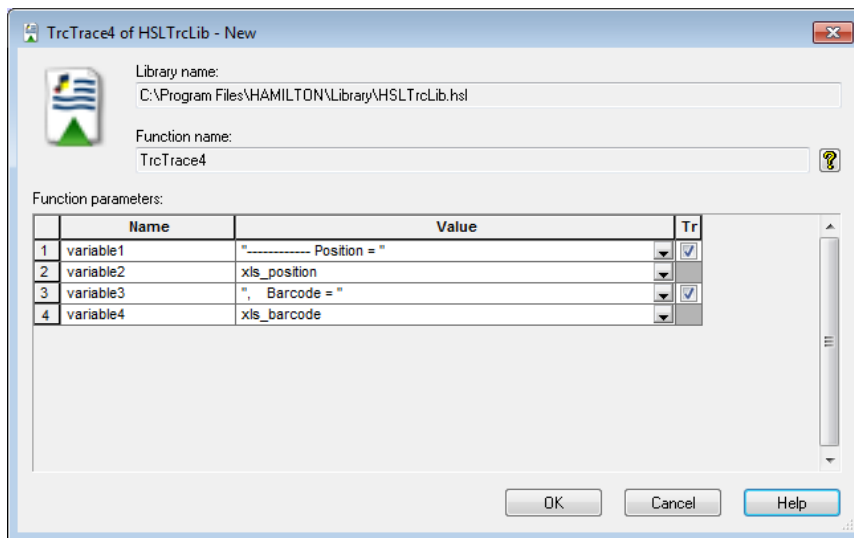 TrcTrace4 of HSLTrcLib - New
Library name:
C:\Program Files\HAMILTON\Library\HSLTrcLib.hsl
Function name:
TrcTrace4
Function parameters:
Name Value Tr
1 variable1 "------------ Position = "
2 variable2 xls_position
3 variable3 ",    Barcode = "
4 variable4 xls_barcode
OK Cancel Help